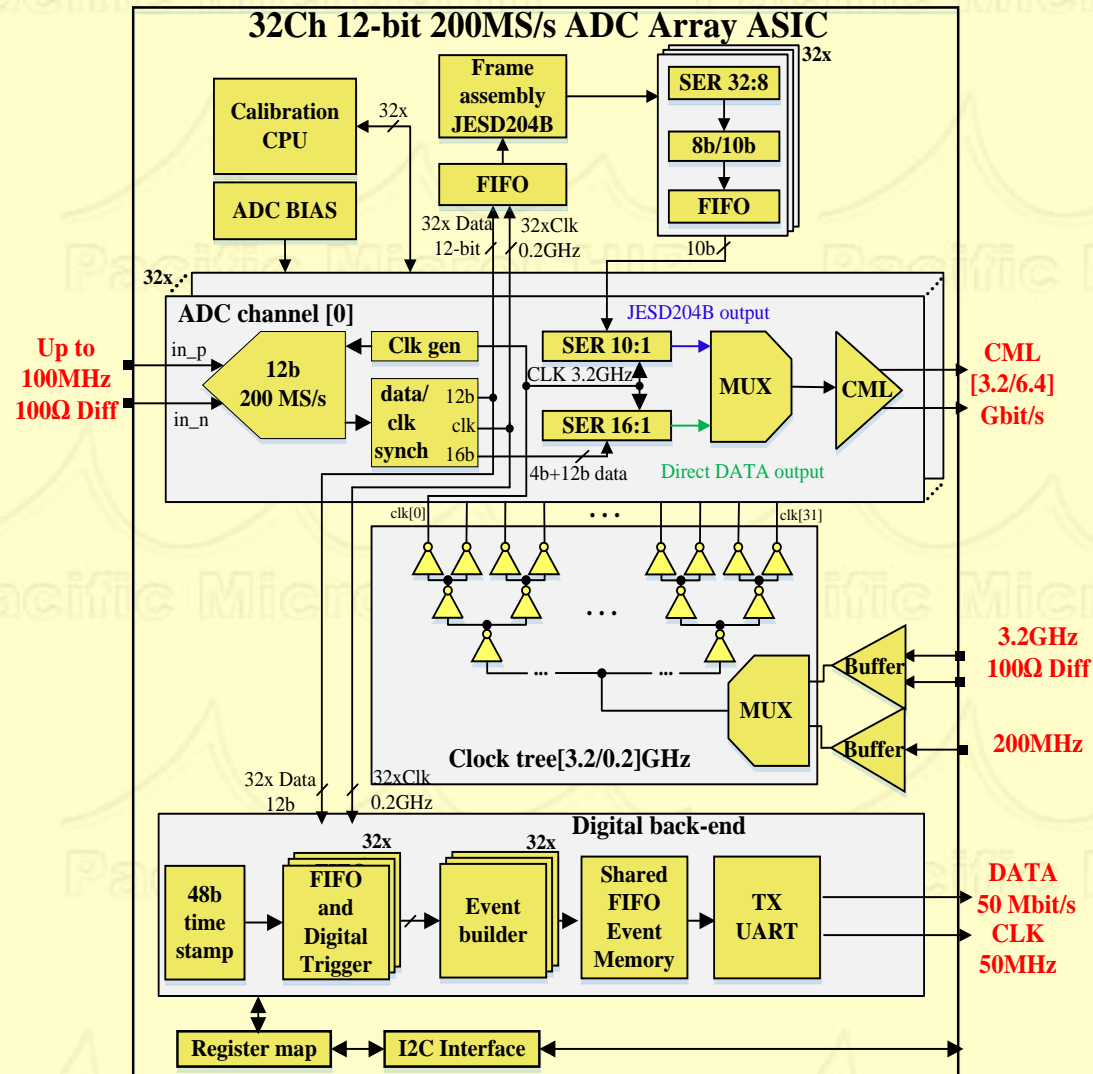 32Ch 12-bit 200MS/s ADC Array ASIC
Calibration
CPU
32x
ADC BIAS
Frame
assembly
JESD204B
FIFO
32x Data
12-bit
32xClk
0.2GHz
32x
SER 32:8
8b/10b
FIFO
10b
32x
ADC channel [0]
Up to
100MHz
100Ω Diff
in_p
in_n
12b
200 MS/s
Clk gen
data/
clk
synch
12b
clk
16b
CLK 3.2GHz
JESD204B output
SER 10:1
SER 16:1
4b+12b data
Direct DATA output
MUX
CML
CML
[3.2/6.4]
Gbit/s
clk[0]
...
clk[31]
...
...
...
MUX
Buffer
Buffer
3.2GHz
100Ω Diff
200MHz
Clock tree[3.2/0.2]GHz
32x Data
12b
32xClk
0.2GHz
Digital back-end
48b
time
stamp
32x
FIFO
and
Digital
Trigger
32x
Event
builder
Shared
FIFO
Event
Memory
TX
UART
DATA
50 Mbit/s
CLK
50MHz
Register map
I2C Interface